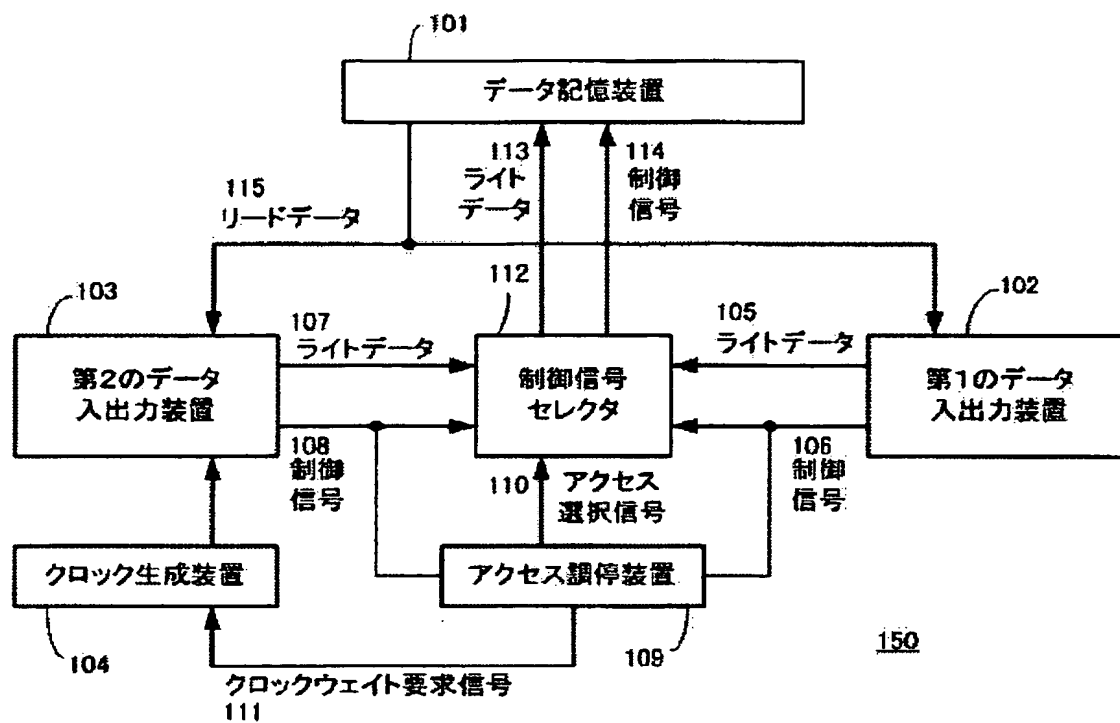 101
データ記憶装置
113
ライト
データ
114
制御
信号
115
リードデータ
103
112
102
107
ライトデータ
105
ライトデータ
第2のデータ
入出力装置
制御信号
セレクタ
第1のデータ
入出力装置
108
制御
信号
110
アクセス
選択信号
106
制御
信号
クロック生成装置
アクセス調停装置
104
109
150
クロックウェイト要求信号
111